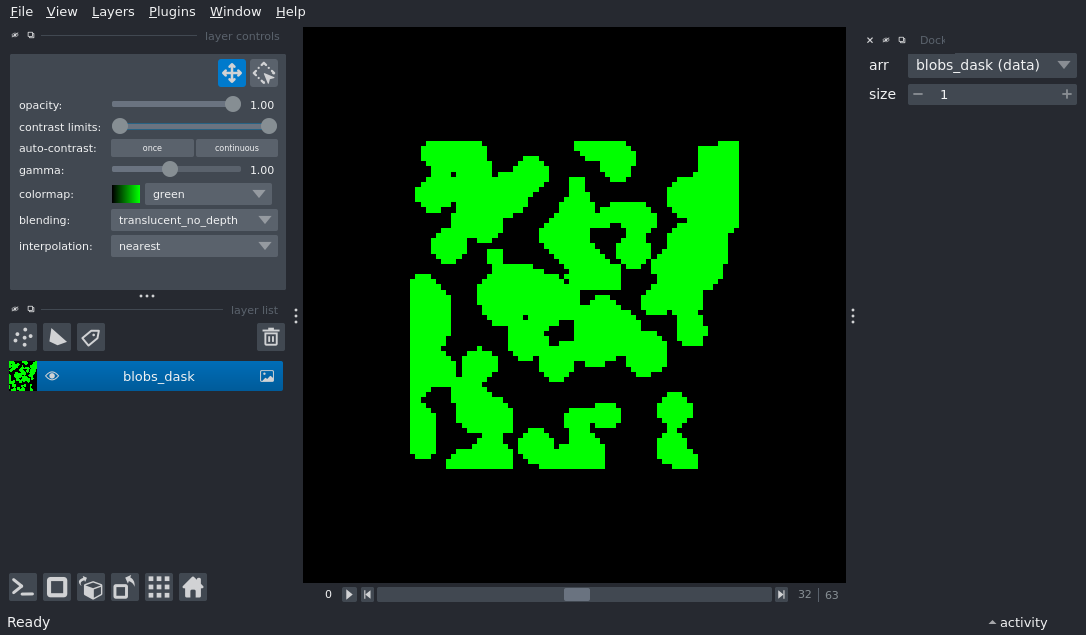 File View Layers Plugins Window Help
layer controls
opacity: 1.00
contrast limits:
auto-contrast: once continuous
gamma: 1.00
colormap: green
blending: translucent_no_depth
interpolation: nearest
layer list
blobs_dask
0 32 63
Ready
Dock
arr blobs_dask (data)
size 1
activity